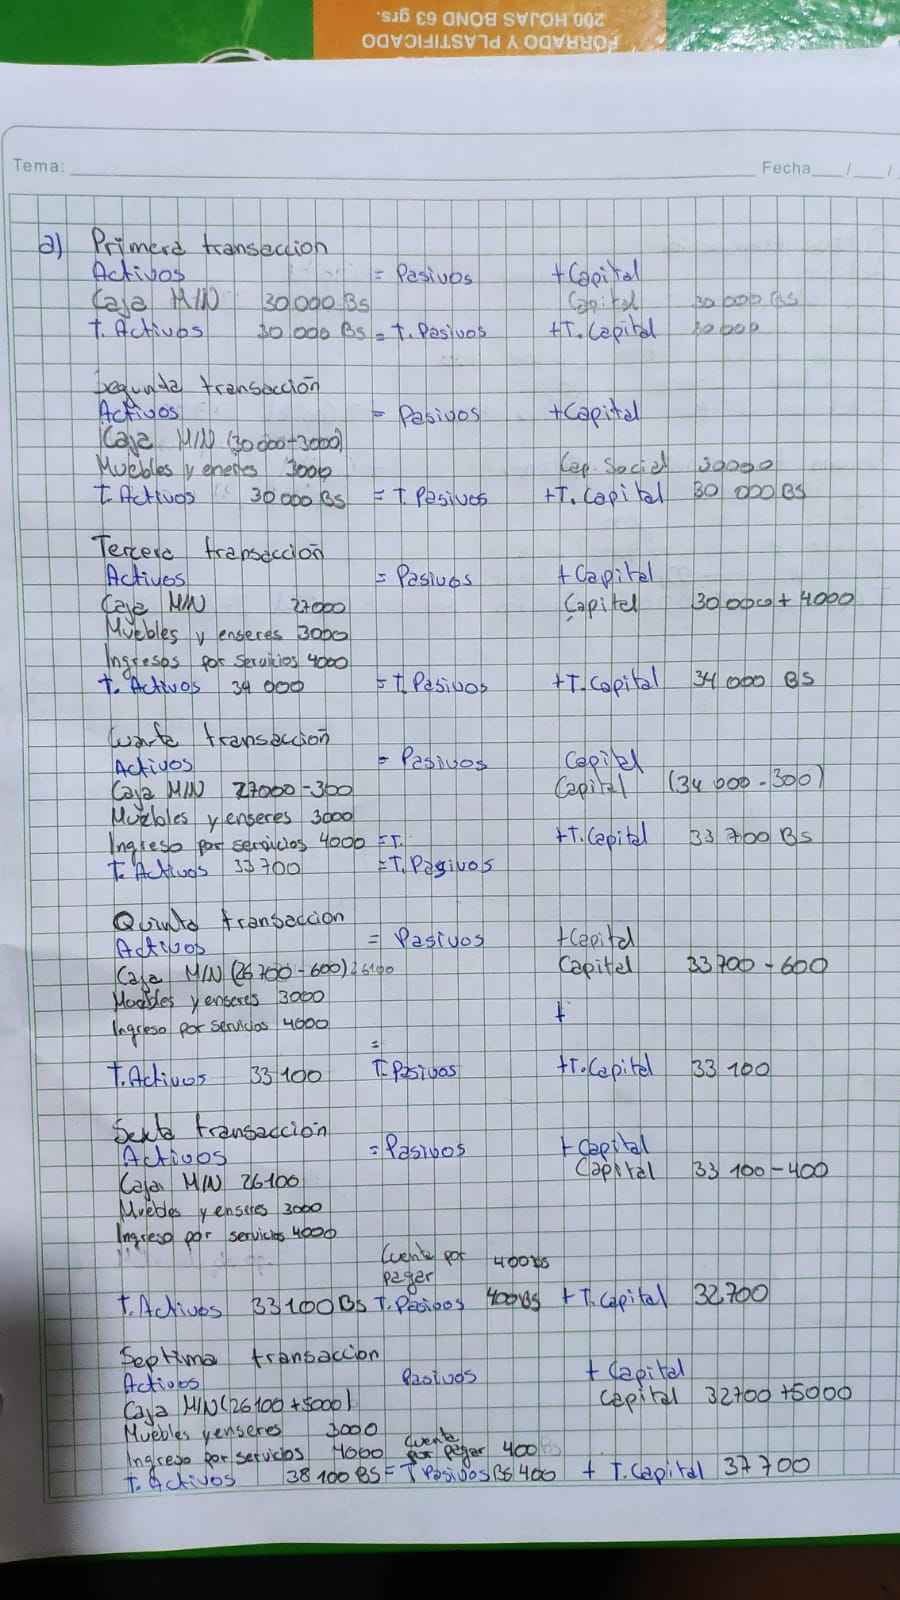 FORRADO Y PLASTIFICADO
200 HOJAS BOND 63 grs.
Tema: Fecha / /
a) Primera transaccion
Activos = Pasivos + Capital
Caja M/N 30 000 Bs Capital 30 000 Bs
T. Activos 30 000 Bs = T. Pasivos +T. Capital 30 000
Segunda transacción
Activos = Pasivos + Capital
Caja M/N (30 000-3000)
Muebles y eneres 3000 Cap. Social 30000
T. Activos 30 000 Bs = T. Pasivos +T. Capital 30 000 Bs
Tercera transacción
Activos = Pasivos + Capital
Caja M/N 27000 Capital 30 000 + 4000
Muebles y enseres 3000
Ingresos por servicios 4000
T. Activos 34 000 = T. Pasivos +T. Capital 34 000 Bs
Cuarta transaccion
Activos = Pasivos Capital
Caja M/N 27000-300 Capital (34 000-300)
Muebles y enseres 3000
Ingreso por servicios 4000 = T. +T. Capital 33 700 Bs
T. Activos 33 700 = T. Pasivos
Quinta transaccion
Activos = Pasivos + Capital
Caja M/N (26 700-600) 26100 Capital 33 700 - 600
Muebles y enseres 3000
Ingreso por servicios 4000 +
=
T. Activos 33 100 T. Pasivos +T. Capital 33 100
Sexta transacción
Activos = Pasivos + Capital
Caja M/N 26100 Capital 33 100-400
Muebles y enseres 3000
Ingreso por servicios 4000
Cuenta por 400 Bs
pagar
T. Activos 33 100 Bs T. Pasivos 400 Bs + T. Capital 32700
Septima transaccion
Activos Pasivos + Capital
Caja M/N (26100 + 5000) Capital 32700 + 5000
Muebles y enseres 3000
Ingreso por servicios 4000 Cuenta por pagar 400 Bs
T. Activos 38 100 Bs = T Pasivos Bs 400 + T. Capital 37 700